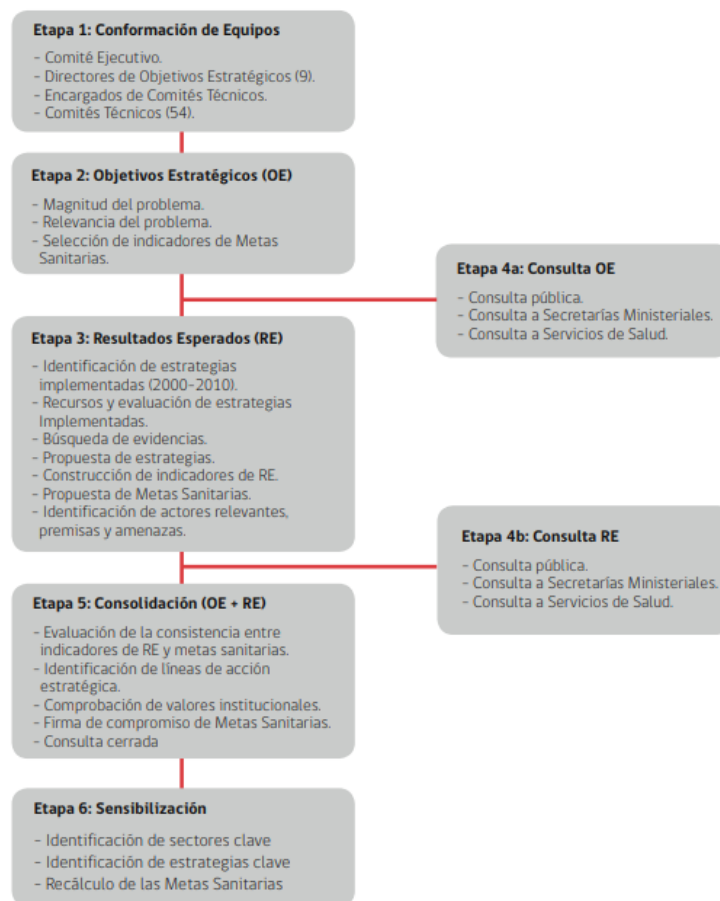 Etapa 1: Conformación de Equipos
- Comité Ejecutivo.
- Directores de Objetivos Estratégicos (9).
- Encargados de Comités Técnicos.
- Comités Técnicos (54).
Etapa 2: Objetivos Estratégicos (OE)
- Magnitud del problema.
- Relevancia del problema.
- Selección de indicadores de Metas
Sanitarias.
Etapa 4a: Consulta OE
- Consulta pública.
- Consulta a Secretarías Ministeriales.
- Consulta a Servicios de Salud.
Etapa 3: Resultados Esperados (RE)
- Identificación de estrategias
implementadas (2000-2010).
- Recursos y evaluación de estrategias
Implementadas.
- Búsqueda de evidencias.
- Propuesta de estrategias.
- Construcción de indicadores de RE.
- Propuesta de Metas Sanitarias.
- Identificación de actores relevantes,
premisas y amenazas.
Etapa 4b: Consulta RE
- Consulta pública.
- Consulta a Secretarías Ministeriales.
- Consulta a Servicios de Salud.
Etapa 5: Consolidación (OE + RE)
- Evaluación de la consistencia entre
indicadores de RE y metas sanitarias.
- Identificación de líneas de acción
estratégica.
- Comprobación de valores institucionales.
- Firma de compromiso de Metas Sanitarias.
- Consulta cerrada
Etapa 6: Sensibilización
- Identificación de sectores clave
- Identificación de estrategias clave
- Recálculo de las Metas Sanitarias